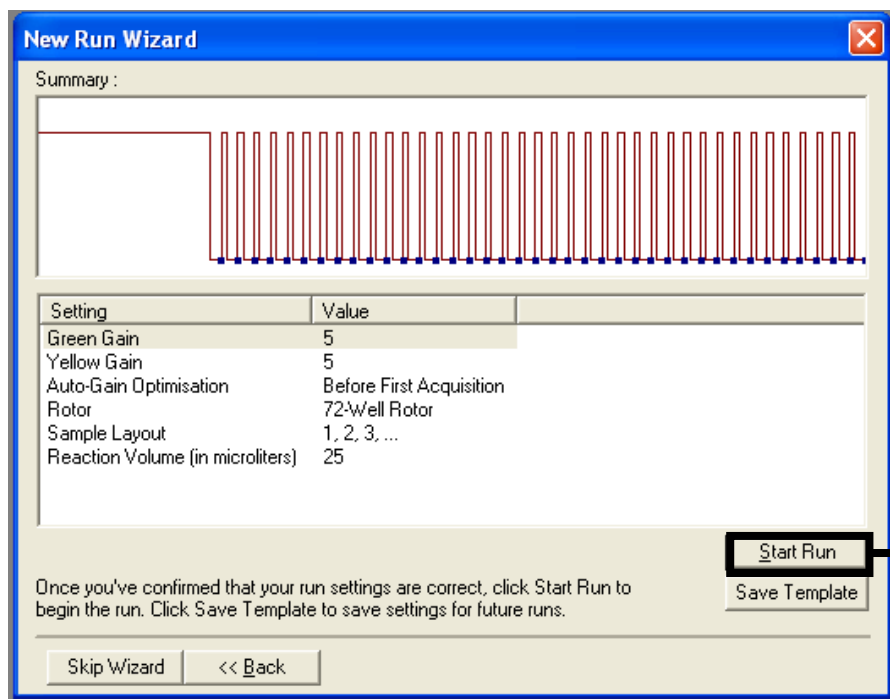 New Run Wizard
Summary :
Setting Value
Green Gain 5
Yellow Gain 5
Auto-Gain Optimisation Before First Acquisition
Rotor 72-Well Rotor
Sample Layout 1, 2, 3, ...
Reaction Volume (in microliters) 25
Start Run
Once you've confirmed that your run settings are correct, click Start Run to
begin the run. Click Save Template to save settings for future runs.
Save Template
Skip Wizard << Back